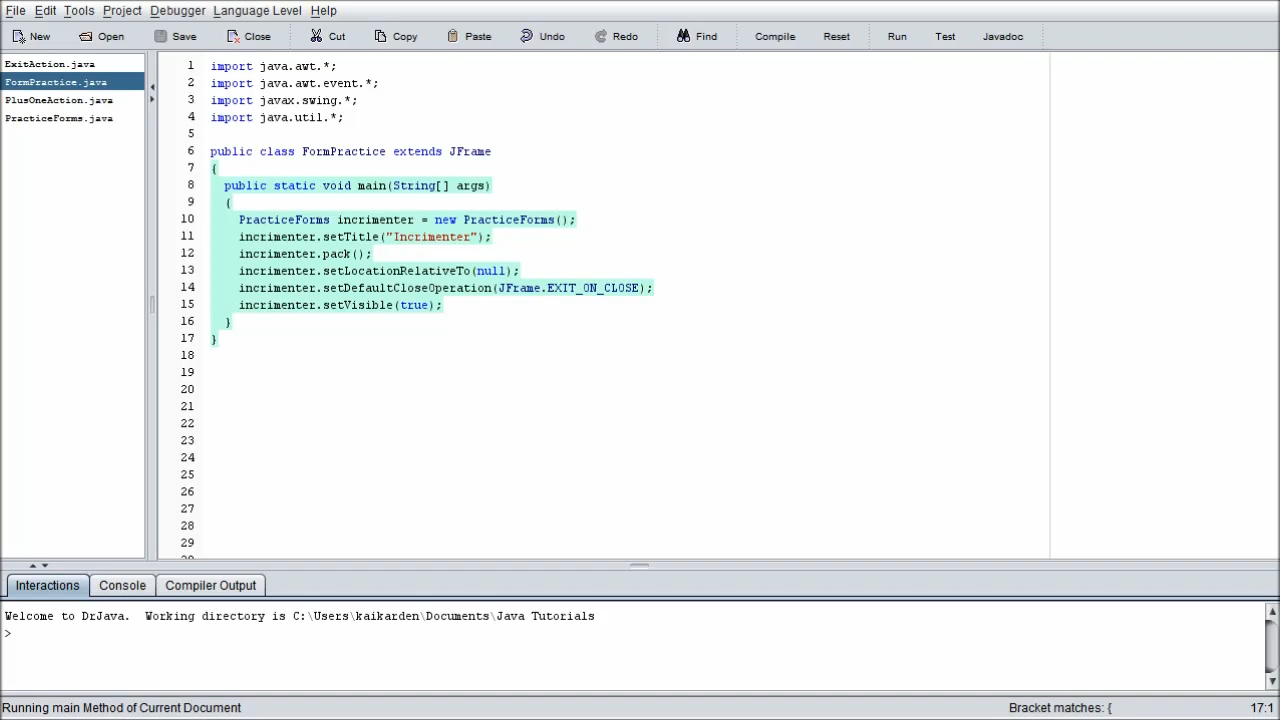 File Edit Tools Project Debugger Language Level Help
New Open Save Close Cut Copy Paste Undo Redo Find Compile Reset Run Test Javadoc
ExitAction.java
FormPractice.java
PlusOneAction.java
PracticeForms.java
1 import java.awt.*;
2 import java.awt.event.*;
3 import javax.swing.*;
4 import java.util.*;
5
6 public class FormPractice extends JFrame
7 {
8 public static void main(String[] args)
9 {
10 PracticeForms incrimenter = new PracticeForms();
11 incrimenter.setTitle("Incrimenter");
12 incrimenter.pack();
13 incrimenter.setLocationRelativeTo(null);
14 incrimenter.setDefaultCloseOperation(JFrame.EXIT_ON_CLOSE);
15 incrimenter.setVisible(true);
16 }
17 }
18
19
20
21
22
23
24
25
26
27
28
29
Interactions Console Compiler Output
Welcome to DrJava. Working directory is C:\Users\kaikarden\Documents\Java Tutorials
>
Running main Method of Current Document Bracket matches: { 17:1